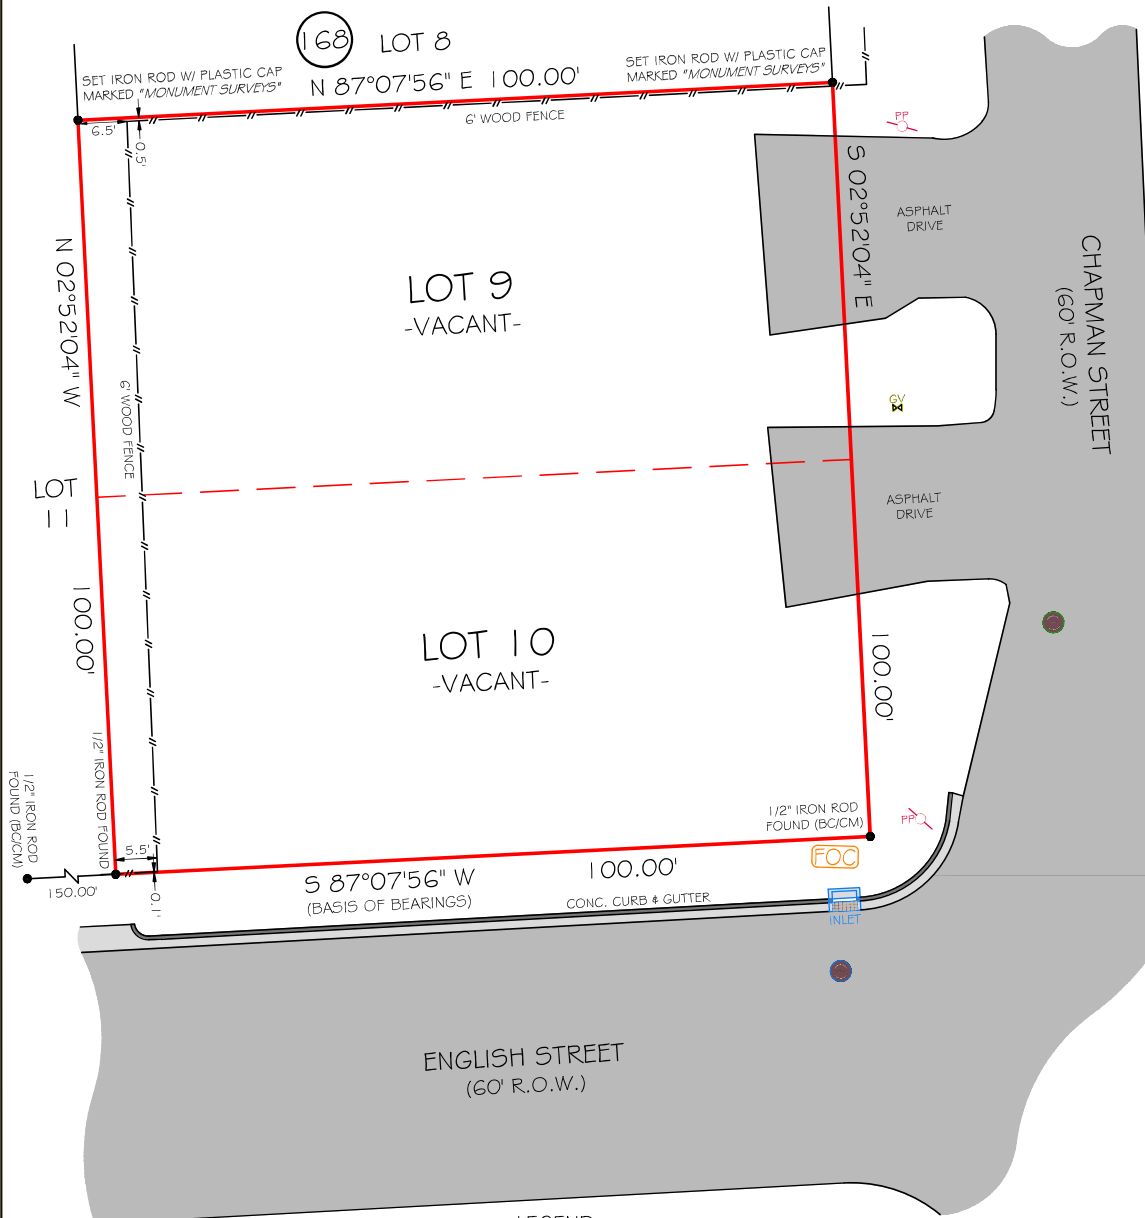 168
LOT 8
SET IRON ROD W/ PLASTIC CAP
MARKED "MONUMENT SURVEYS"
N 87°07'56" E 100.00'
SET IRON ROD W/ PLASTIC CAP
MARKED "MONUMENT SURVEYS"
6.5'
0.5'
6' WOOD FENCE
PP
S 02°52'04" E
ASPHALT
DRIVE
CHAPMAN STREET
(60' R.O.W.)
N 02°52'04" W
LOT 9
-VACANT-
6' WOOD FENCE
GV
LOT
11
ASPHALT
DRIVE
100.00'
LOT 10
-VACANT-
100.00'
1/2" IRON ROD
FOUND (BC/CM)
1/2" IRON ROD FOUND
1/2" IRON ROD
FOUND (BC/CM)
PP
5.5'
150.00'
0.1'
FOC
S 87°07'56" W
100.00'
(BASIS OF BEARINGS)
CONC. CURB & GUTTER
INLET
ENGLISH STREET
(60' R.O.W.)